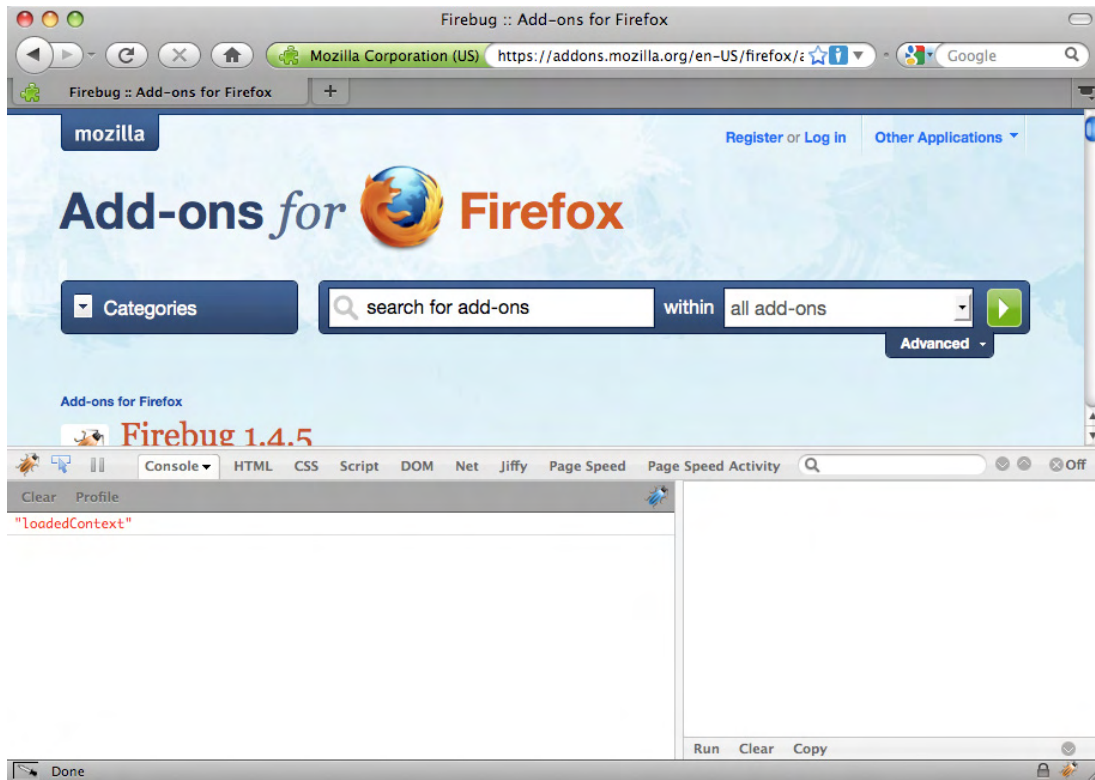 Firebug :: Add-ons for Firefox
Mozilla Corporation (US) https://addons.mozilla.org/en-US/firefox/a Google
Firebug :: Add-ons for Firefox +
mozilla
Register or Log in Other Applications
Add-ons for Firefox
Categories search for add-ons within all add-ons
Advanced
Add-ons for Firefox
Firebug 1.4.5
Console HTML CSS Script DOM Net Jiffy Page Speed Page Speed Activity Off
Clear Profile
"loadedContext"
Run Clear Copy
Done